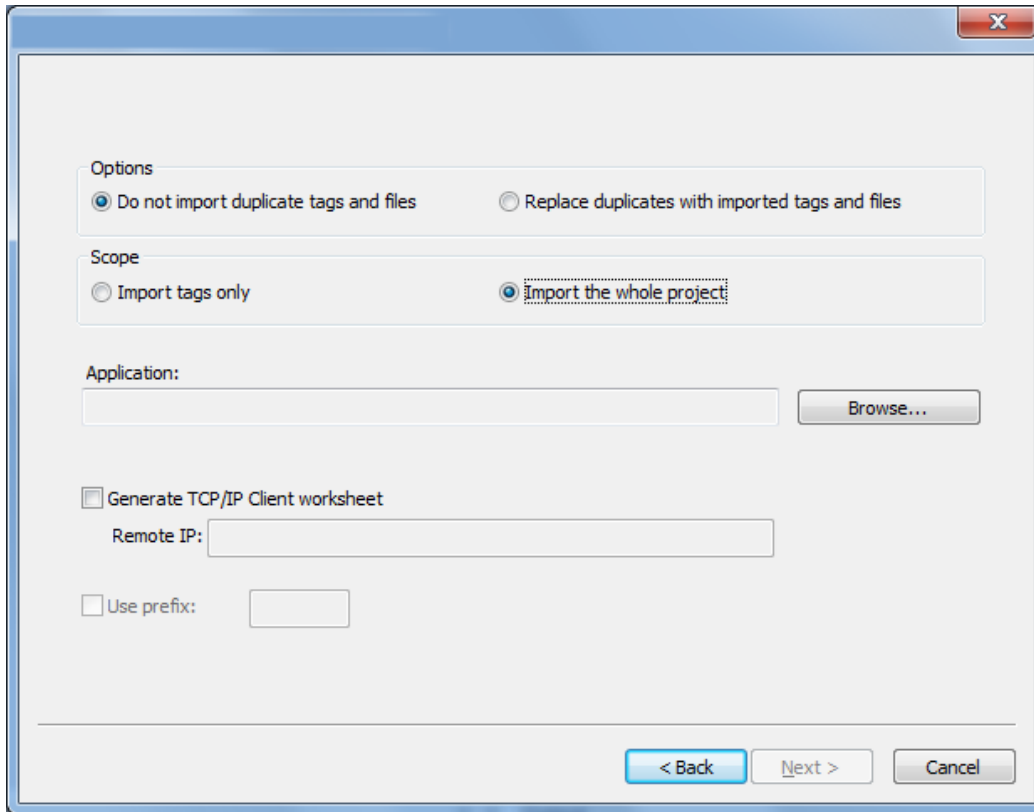 Options
Do not import duplicate tags and files
Replace duplicates with imported tags and files
Scope
Import tags only
Import the whole project
Application:
Browse...
Generate TCP/IP Client worksheet
Remote IP:
Use prefix:
< Back
Next >
Cancel